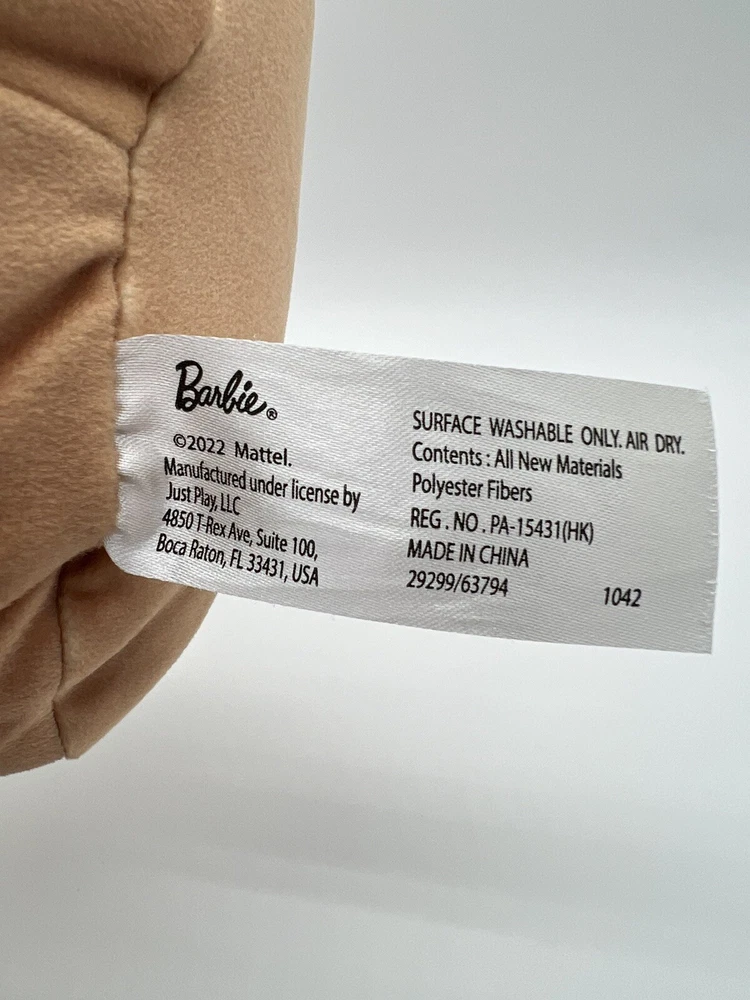 Barbie®
©2022 Mattel.
Manufactured under license by
Just Play, LLC
4850 T-Rex Ave, Suite 100,
Boca Raton, FL 33431, USA
SURFACE WASHABLE ONLY. AIR DRY.
Contents : All New Materials
Polyester Fibers
REG . NO . PA-15431(HK)
MADE IN CHINA
29299/63794 1042